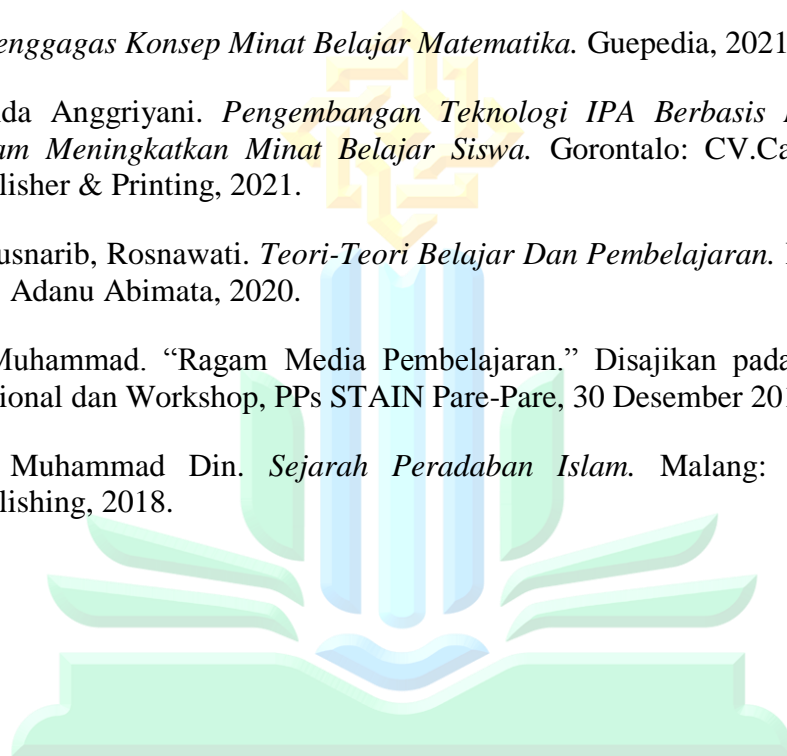 enggagas Konsep Minat Belajar Matematika. Guepedia, 2021
da Anggriyani. Pengembangan Teknologi IPA Berbasis
am Meningkatkan Minat Belajar Siswa. Gorontalo: CV.Ca
lisher & Printing, 2021.
usnarib, Rosnawati. Teori-Teori Belajar Dan Pembelajaran.
Adanu Abimata, 2020.
Muhammad. “Ragam Media Pembelajaran.” Disajikan pada
ional dan Workshop, PPs STAIN Pare-Pare, 30 Desember 201
Muhammad Din. Sejarah Peradaban Islam. Malang:
lishing, 2018.